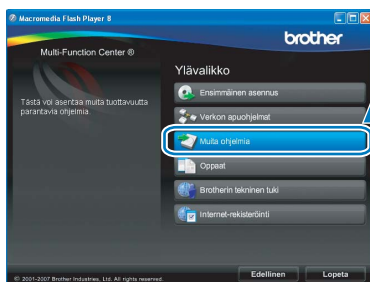 Macromedia Flash Player 8
brother
Multi-Function Center ®
Ylävalikko
Tästä voi asentaa muita tuottavuutta
parantavia ohjelmia.
Ensimmäinen asennus
Verkon apuohjelmat
Muita ohjelmia
Oppaat
Brotherin tekninen tuki
Internet-rekisteröinti
© 2001-2007 Brother Industries, Ltd. All rights reserved.
Edellinen
Lopeta